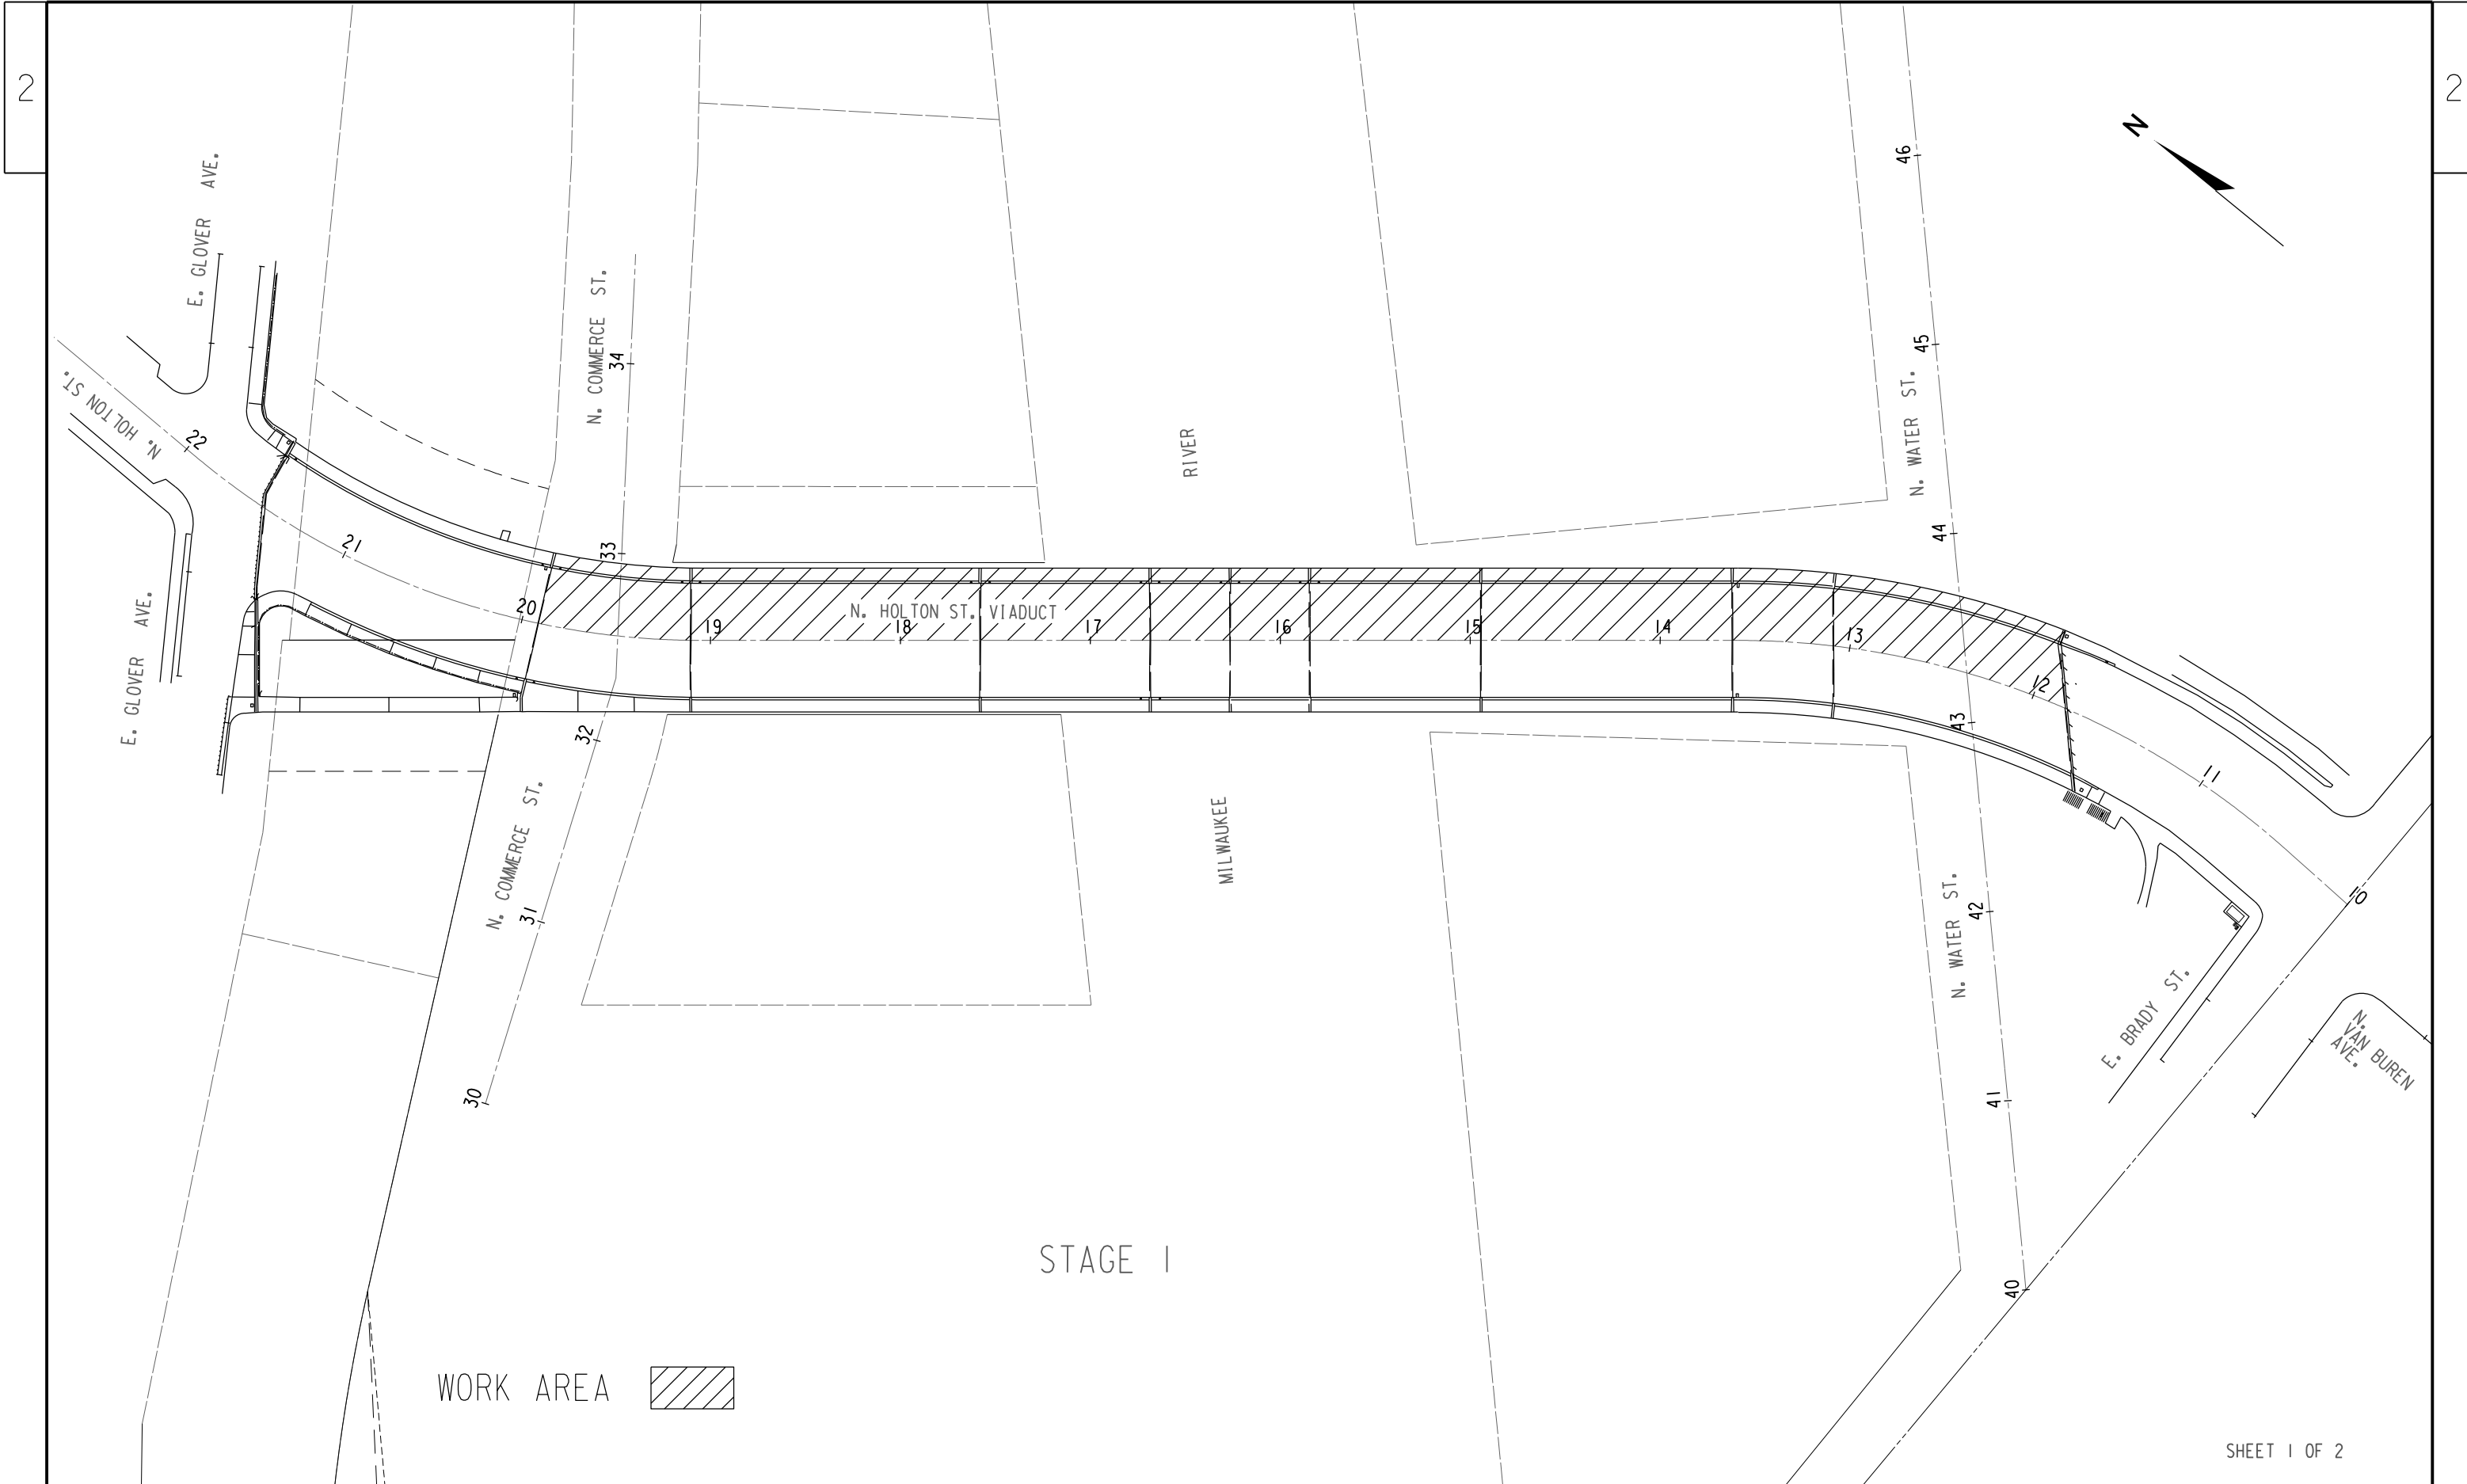 2
2
N
46
E. GLOVER AVE.
N. COMMERCE ST.
34
45
N. WATER ST.
N. HOLTON ST.
22
RIVER
44
21
33
20
N. HOLTON ST. VIADUCT
19
18
17
16
15
14
13
12
E. GLOVER AVE.
32
43
11
N. COMMERCE ST.
MILWAUKEE
31
42
10
N. WATER ST.
E. BRADY ST.
N.
VAN BUREN
AVE.
30
41
STAGE 1
40
WORK AREA
SHEET 1 OF 2